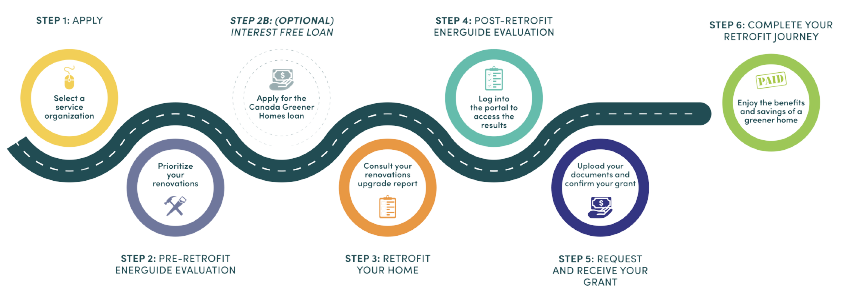 STEP 1: APPLY
Select a
service
organization
STEP 2: PRE-RETROFIT
ENERGUIDE EVALUATION
Prioritize
your
renovations
STEP 2B: (OPTIONAL)
INTEREST FREE LOAN
Apply for the
Canada Greener
Homes loan
STEP 3: RETROFIT
YOUR HOME
Consult your
renovations
upgrade report
STEP 4: POST-RETROFIT
ENERGUIDE EVALUATION
Log into
the portal to
access the
results
STEP 5: REQUEST
AND RECEIVE YOUR
GRANT
Upload your
documents and
confirm your grant
STEP 6: COMPLETE YOUR
RETROFIT JOURNEY
PAID
Enjoy the benefits
and savings of a
greener home